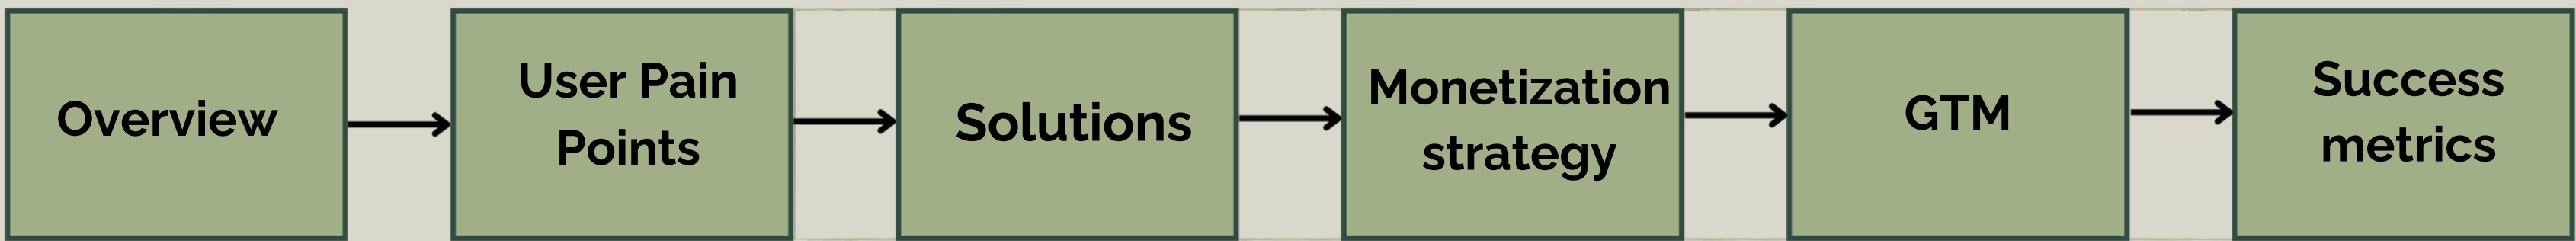 Overview
User Pain
Points
Solutions
Monetization
strategy
GTM
Success
metrics